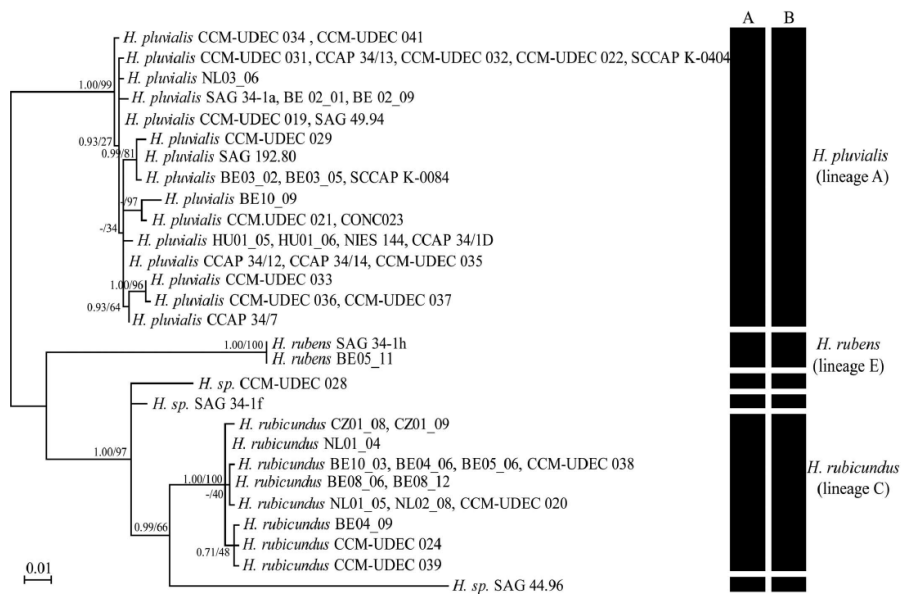 A B
H. pluvialis CCM-UDEC 034 , CCM-UDEC 041
H. pluvialis CCM-UDEC 031, CCAP 34/13, CCM-UDEC 032, CCM-UDEC 022, SCCAP K-0404
1.00/99
H. pluvialis NL03_06
H. pluvialis SAG 34-1a, BE 02_01, BE 02_09
H. pluvialis CCM-UDEC 019, SAG 49.94
0.93/27
H. pluvialis CCM-UDEC 029
0.99/81
H. pluvialis SAG 192.80
H. pluvialis BE03_02, BE03_05, SCCAP K-0084
H. pluvialis
(lineage A)
-/97
H. pluvialis BE10_09
H. pluvialis CCM.UDEC 021, CONC023
-/34
H. pluvialis HU01_05, HU01_06, NIES 144, CCAP 34/1D
H. pluvialis CCAP 34/12, CCAP 34/14, CCM-UDEC 035
1.00/96
H. pluvialis CCM-UDEC 033
H. pluvialis CCM-UDEC 036, CCM-UDEC 037
0.93/64
H. pluvialis CCAP 34/7
1.00/100
H. rubens SAG 34-1h
H. rubens BE05_11
H. rubens
(lineage E)
H. sp. CCM-UDEC 028
H. sp. SAG 34-1f
1.00/97
H. rubicundus CZ01_08, CZ01_09
H. rubicundus NL01_04
H. rubicundus BE10_03, BE04_06, BE05_06, CCM-UDEC 038
1.00/100
H. rubicundus BE08_06, BE08_12
-/40
H. rubicundus NL01_05, NL02_08, CCM-UDEC 020
H. rubicundus
(lineage C)
0.99/66
H. rubicundus BE04_09
H. rubicundus CCM-UDEC 024
0.71/48
H. rubicundus CCM-UDEC 039
H. sp. SAG 44.96
0.01